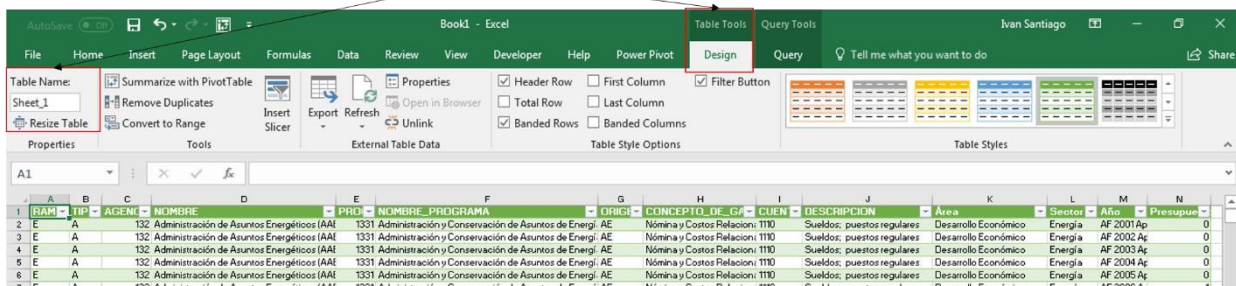 AutoSave Off Book1 - Excel Table Tools Query Tools Ivan Santiago
File Home Insert Page Layout Formulas Data Review View Developer Help Power Pivot Design Query Tell me what you want to do Share
Table Name: Summarize with PivotTable Properties Header Row First Column Filter Button
Sheet_1 Remove Duplicates Insert Slicer Export Refresh Open in Browser Total Row Last Column
Resize Table Convert to Range Unlink Banded Rows Banded Columns
Properties Tools External Table Data Table Style Options Table Styles
A1 fx
A B C D E F G H I J K L M N
1 RAM TIP AGENC NOMBRE PRO NOMBRE_PROGRAMA ORIGE CONCEPTO_DE_GA CUEN DESCRIPCION Área Sector Año Presupue
2 E A 132 Administración de Asuntos Energéticos (AAE 1331 Administración y Conservación de Asuntos de Energí AE Nómina y Costos Relacion 1110 Sueldos; puestos regulares Desarrollo Económico Energía AF 2001 Ap 0
3 E A 132 Administración de Asuntos Energéticos (AAE 1331 Administración y Conservación de Asuntos de Energí AE Nómina y Costos Relacion 1110 Sueldos; puestos regulares Desarrollo Económico Energía AF 2002 Ap 0
4 E A 132 Administración de Asuntos Energéticos (AAE 1331 Administración y Conservación de Asuntos de Energí AE Nómina y Costos Relacion 1110 Sueldos; puestos regulares Desarrollo Económico Energía AF 2003 Ap 0
5 E A 132 Administración de Asuntos Energéticos (AAE 1331 Administración y Conservación de Asuntos de Energí AE Nómina y Costos Relacion 1110 Sueldos; puestos regulares Desarrollo Económico Energía AF 2004 Ap 0
6 E A 132 Administración de Asuntos Energéticos (AAE 1331 Administración y Conservación de Asuntos de Energí AE Nómina y Costos Relacion 1110 Sueldos; puestos regulares Desarrollo Económico Energía AF 2005 Ap 0